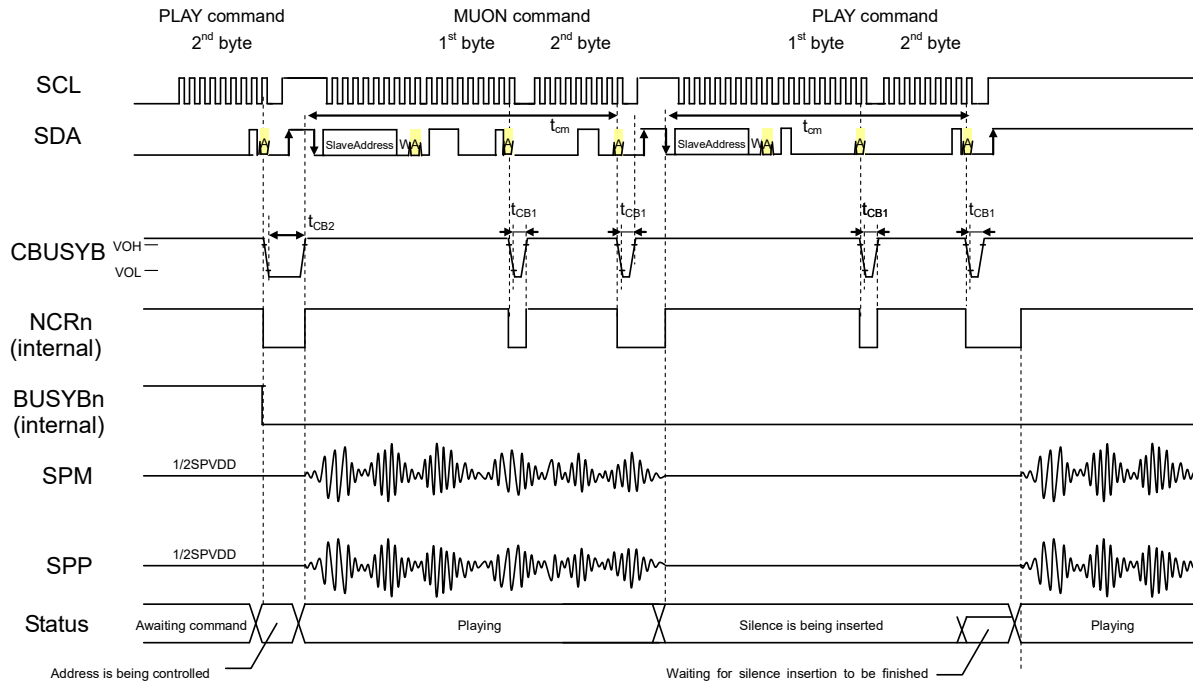 PLAY command MUON command PLAY command
2nd byte 1st byte 2nd byte 1st byte 2nd byte
SCL
tcm tcm
SDA A SlaveAddress W A A A SlaveAddress W A A A
tCB2 tCB1 tCB1 tCB1 tCB1
CBUSYB VOH
VOL
NCRn
(internal)
BUSYBn
(internal)
SPM 1/2SPVDD
SPP 1/2SPVDD
Status Awaiting command Playing Silence is being inserted Playing
Address is being controlled Waiting for silence insertion to be finished